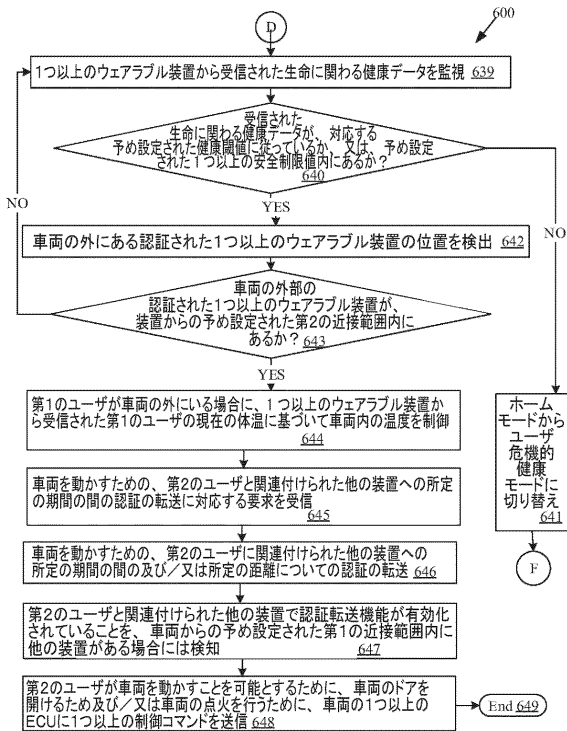 D
600
1つ以上のウェアラブル装置から受信された生命に関わる健康データを監視 639
受信された
生命に関わる健康データが、対応する
予め設定された健康閾値に従っているか、又は、予め設定
された1つ以上の安全制限値内にあるか?
640
NO
YES
NO
車両の外にある認証された1つ以上のウェアラブル装置の位置を検出 642
車両の外部の
認証された1つ以上のウェアラブル装置が、
装置からの予め設定された第2の近接範囲内に
あるか? 643
YES
第1のユーザが車両の外にいる場合に、1つ以上のウェアラブル装置か
ら受信された第1のユーザの現在の体温に基づいて車両内の温度を制御
644
ホーム
モードから
ユーザ
危機的
健康
モードに
切り替え
641
F
車両を動かすための、第2のユーザと関連付けられた他の装置への所定
の期間の間の認証の転送に対応する要求を受信
645
車両を動かすための、第2のユーザに関連付けられた他の装置への
所定の期間の間の及び/又は所定の距離についての認証の転送 646
第2のユーザと関連付けられた他の装置で認証転送機能が有効化
されていることを、車両からの予め設定された第1の近接範囲内に
他の装置がある場合には検知 647
第2のユーザが車両を動かすことを可能とするために、車両のドアを
開けるため及び/又は車両の点火を行うために、車両の1つ以上の
ECUに1つ以上の制御コマンドを送信 648
End 649